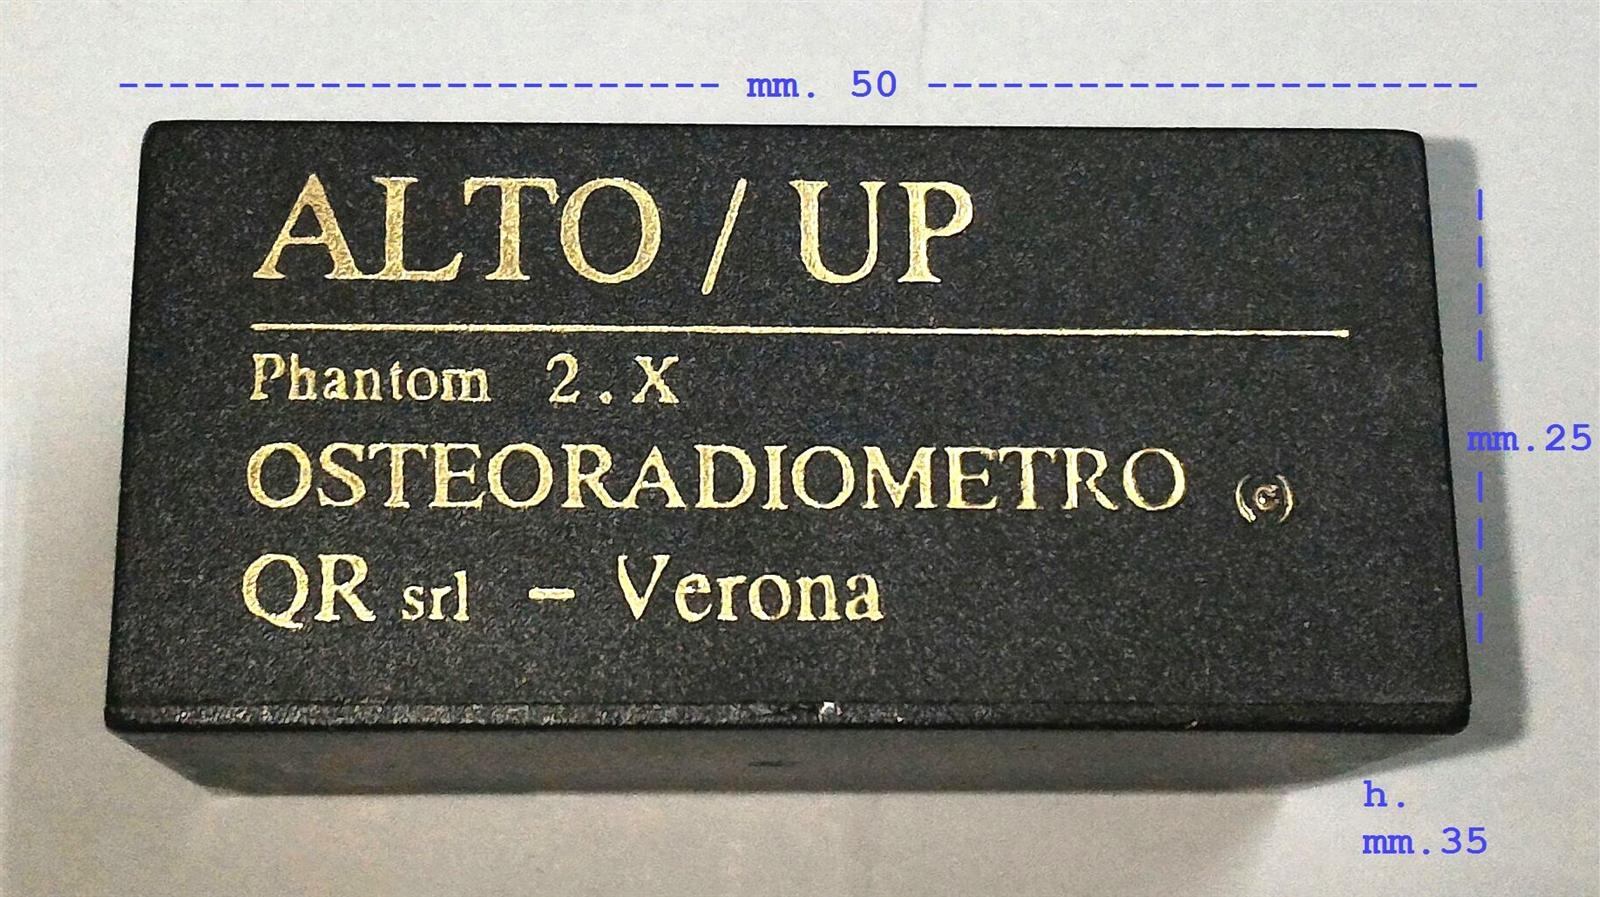 mm. 50
ALTO / UP
Phantom 2.X
OSTEORADIOMETRO (c)
QR srl - Verona
mm.25
h.
mm.35